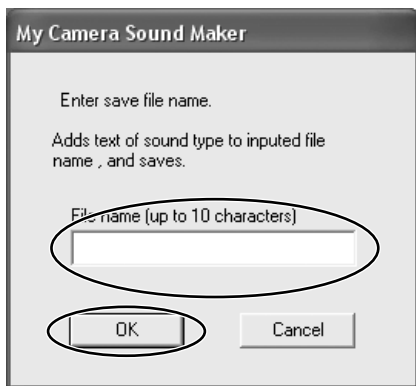 My Camera Sound Maker
Enter save file name.
Adds text of sound type to inputed file
name , and saves.
File name (up to 10 characters)
OK
Cancel